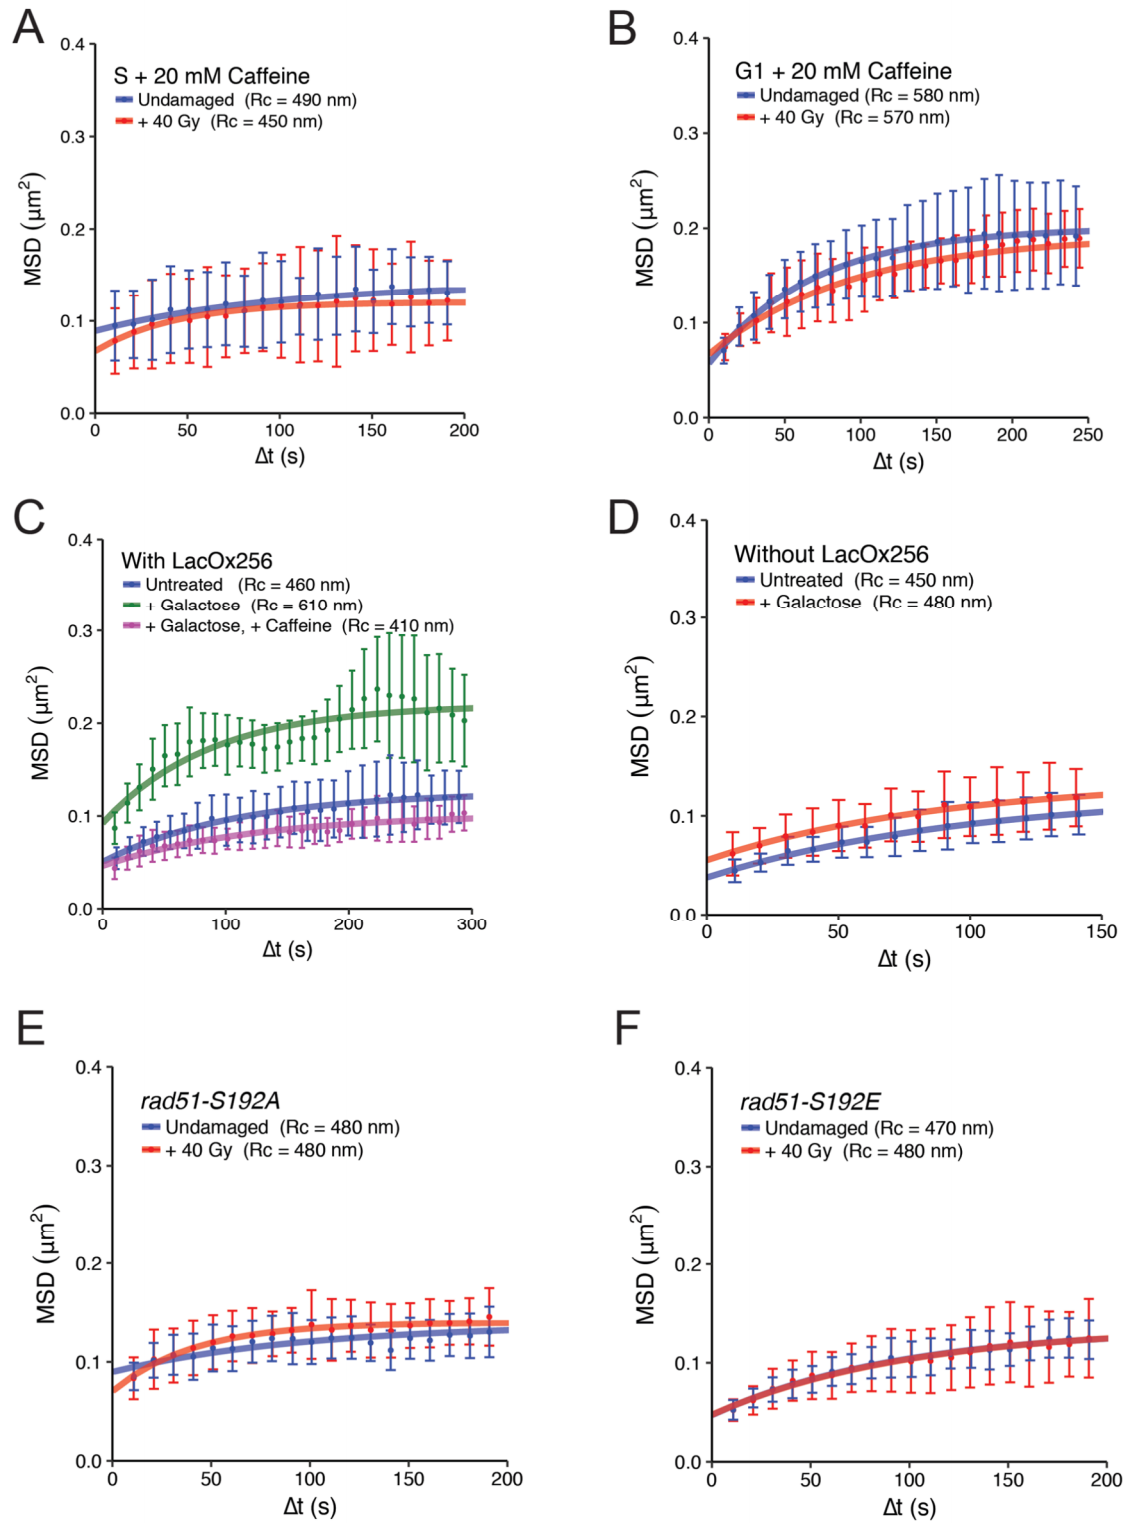 A
0.4
S + 20 mM Caffeine
Undamaged (Rc = 490 nm)
+ 40 Gy (Rc = 450 nm)
0.3
MSD (µm²)
0.2
0.1
0.0
0 50 100 150 200
Δt (s)
B
0.4
G1 + 20 mM Caffeine
Undamaged (Rc = 580 nm)
+ 40 Gy (Rc = 570 nm)
0.3
MSD (µm²)
0.2
0.1
0.0
0 50 100 150 200 250
Δt (s)
C
0.4
With LacOx256
Untreated (Rc = 460 nm)
+ Galactose (Rc = 610 nm)
+ Galactose, + Caffeine (Rc = 410 nm)
0.3
MSD (µm²)
0.2
0.1
0.0
0 100 200 300
Δt (s)
D
0.4
Without LacOx256
Untreated (Rc = 450 nm)
+ Galactose (Rc = 480 nm)
0.3
MSD (µm²)
0.2
0.1
0.0
0 50 100 150
Δt (s)
E
0.4
rad51-S192A
Undamaged (Rc = 480 nm)
+ 40 Gy (Rc = 480 nm)
0.3
MSD (µm²)
0.2
0.1
0.0
0 50 100 150 200
Δt (s)
F
0.4
rad51-S192E
Undamaged (Rc = 470 nm)
+ 40 Gy (Rc = 480 nm)
0.3
MSD (µm²)
0.2
0.1
0.0
0 50 100 150 200
Δt (s)